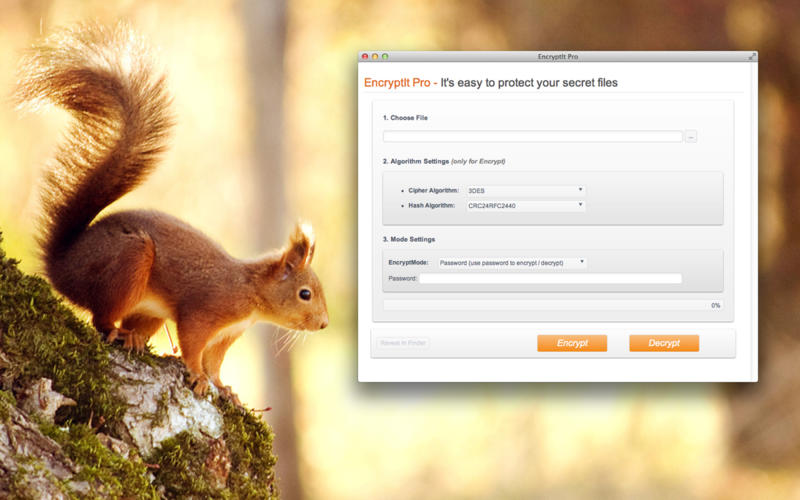 EncryptIt Pro
EncryptIt Pro - It's easy to protect your secret files
1. Choose File
...
2. Algorithm Settings (only for Encrypt)
Cipher Algorithm: 3DES
Hash Algorithm: CRC24RFC2440
3. Mode Settings
EncryptMode: Password (use password to encrypt / decrypt)
Password:
0%
Reveal In Finder
Encrypt
Decrypt